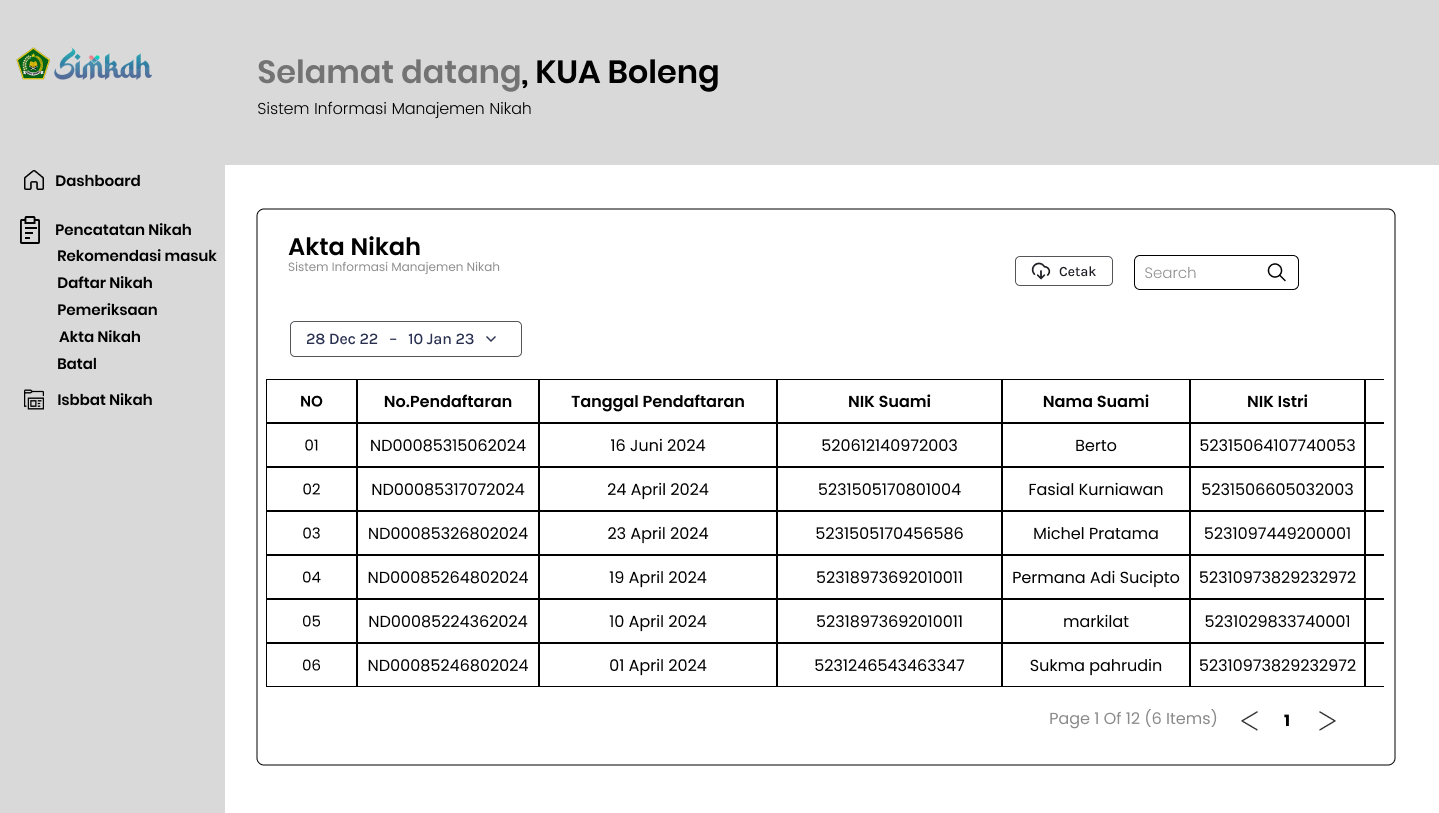 Simkah
Selamat datang, KUA Boleng
Sistem Informasi Manajemen Nikah
Dashboard
Pencatatan Nikah
Rekomendasi masuk
Daftar Nikah
Pemeriksaan
Akta Nikah
Batal
Isbbat Nikah
Akta Nikah
Sistem Informasi Manajemen Nikah
Cetak
Search
28 Dec 22 - 10 Jan 23
NO No.Pendaftaran Tanggal Pendaftaran NIK Suami Nama Suami NIK Istri
01 ND00085315062024 16 Juni 2024 520612140972003 Berto 52315064107740053
02 ND00085317072024 24 April 2024 5231505170801004 Fasial Kurniawan 5231506605032003
03 ND00085326802024 23 April 2024 5231505170456586 Michel Pratama 5231097449200001
04 ND00085264802024 19 April 2024 52318973692010011 Permana Adi Sucipto 52310973829232972
05 ND00085224362024 10 April 2024 52318973692010011 markilat 5231029833740001
06 ND00085246802024 01 April 2024 5231246543463347 Sukma pahrudin 52310973829232972
Page 1 Of 12 (6 Items) 1